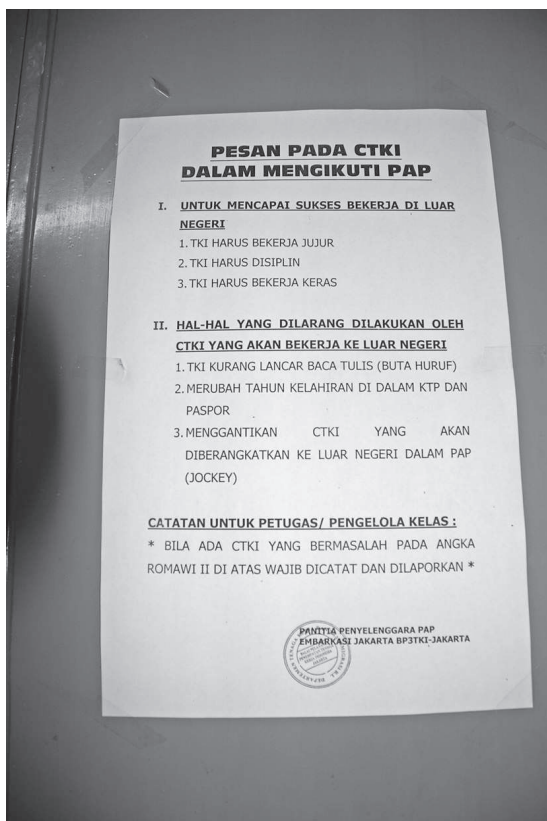 PESAN PADA CTKI
DALAM MENGIKUTI PAP
I. UNTUK MENCAPAI SUKSES BEKERJA DI LUAR
NEGERI
1. TKI HARUS BEKERJA JUJUR
2. TKI HARUS DISIPLIN
3. TKI HARUS BEKERJA KERAS
II. HAL-HAL YANG DILARANG DILAKUKAN OLEH
CTKI YANG AKAN BEKERJA KE LUAR NEGERI
1. TKI KURANG LANCAR BACA TULIS (BUTA HURUF)
2. MERUBAH TAHUN KELAHIRAN DI DALAM KTP DAN
PASPOR
3. MENGGANTIKAN CTKI YANG AKAN
DIBERANGKATKAN KE LUAR NEGERI DALAM PAP
(JOCKEY)
CATATAN UNTUK PETUGAS/ PENGELOLA KELAS :
* BILA ADA CTKI YANG BERMASALAH PADA ANGKA
ROMAWI II DI ATAS WAJIB DICATAT DAN DILAPORKAN *
PANITIA PENYELENGGARA PAP
EMBARKASI JAKARTA BP3TKI-JAKARTA